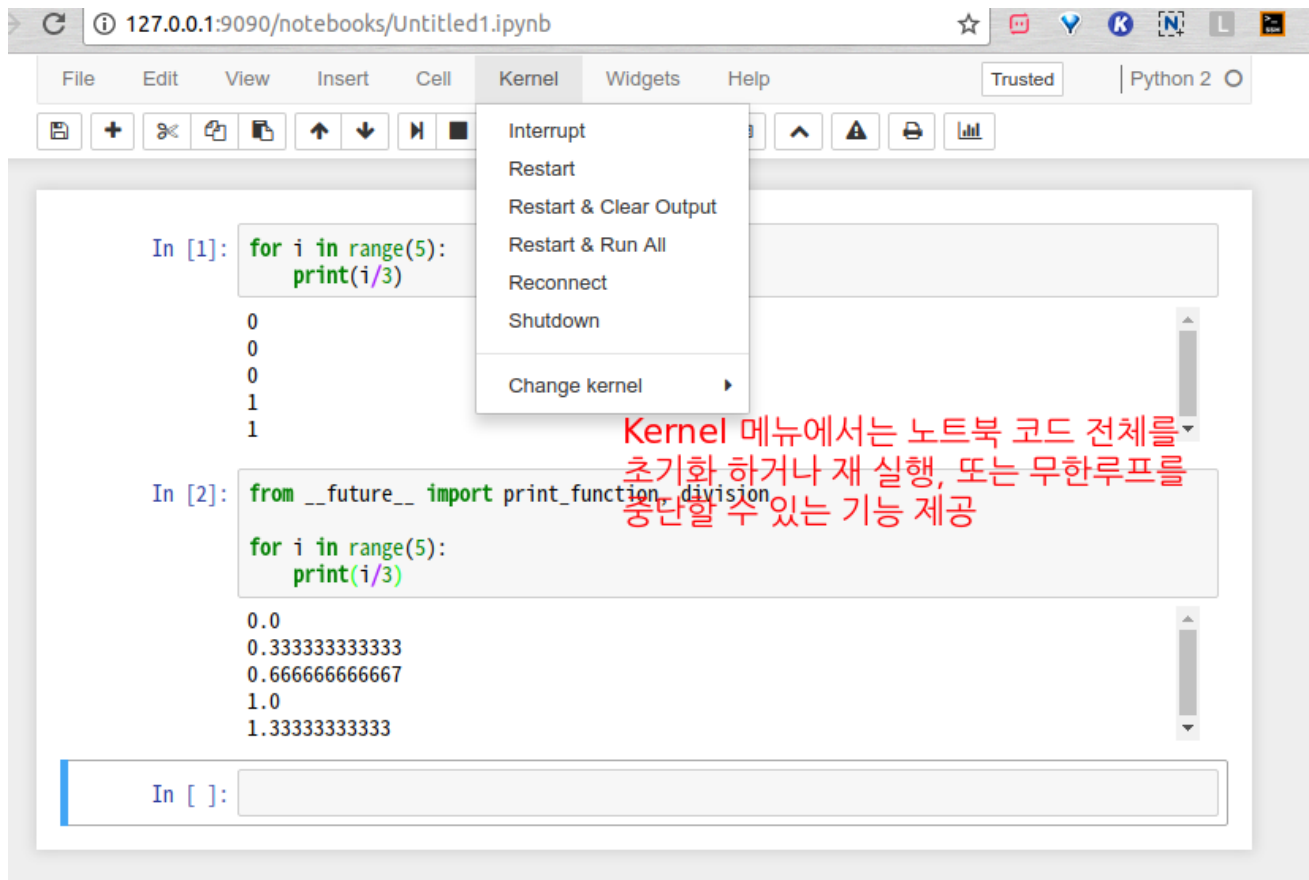 127.0.0.1:9090/notebooks/Untitled1.ipynb
File Edit View Insert Cell Kernel Widgets Help Trusted Python 2
Interrupt
Restart
Restart & Clear Output
Restart & Run All
Reconnect
Shutdown
Change kernel
In [1]: for i in range(5):
print(i/3)
0
0
0
1
1
Kernel 메뉴에서는 노트북 코드 전체를
초기화 하거나 재 실행, 또는 무한루프를
중단할 수 있는 기능 제공
In [2]: from __future__ import print_function, division
for i in range(5):
print(i/3)
0.0
0.333333333333
0.666666666667
1.0
1.33333333333
In [ ]: